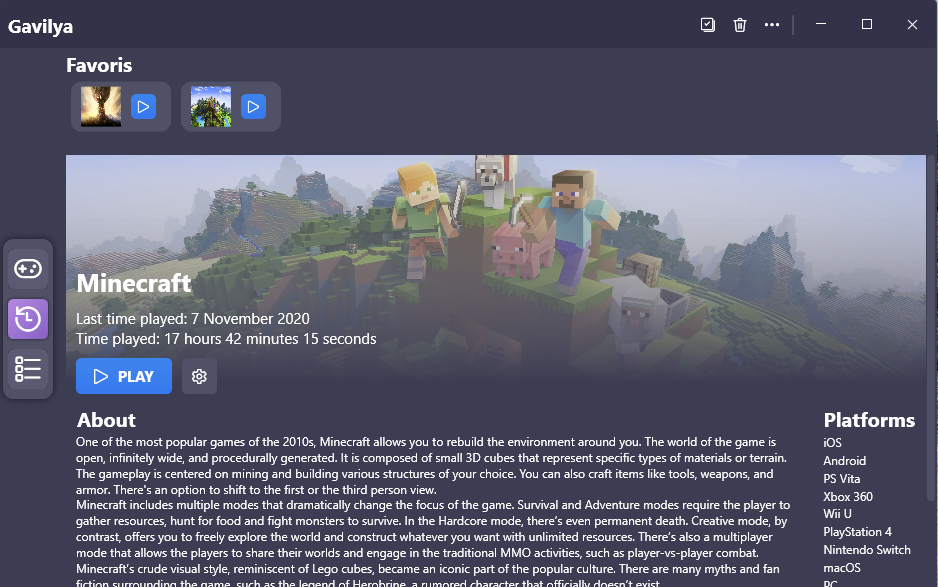 Gavilya
Favoris
Minecraft
Last time played: 7 November 2020
Time played: 17 hours 42 minutes 15 seconds
PLAY
About
One of the most popular games of the 2010s, Minecraft allows you to rebuild the environment around you. The world of the game is
open, infinitely wide, and procedurally generated. It is composed of small 3D cubes that represent specific types of materials or terrain.
The gameplay is centered on mining and building various structures of your choice. You can also craft items like tools, weapons, and
armor. There's an option to shift to the first or the third person view.
Minecraft includes multiple modes that dramatically change the focus of the game. Survival and Adventure modes require the player to
gather resources, hunt for food and fight monsters to survive. In the Hardcore mode, there's even permanent death. Creative mode, by
contrast, offers you to freely explore the world and construct whatever you want with unlimited resources. There's also a multiplayer
mode that allows the players to share their worlds and engage in the traditional MMO activities, such as player-vs-player combat.
Minecraft's crude visual style, reminiscent of Lego cubes, became an iconic part of the popular culture. There are many myths and fan
fiction surrounding the game, such as the legend of Herobrine, a rumored character that officially doesn't exist.
Platforms
iOS
Android
PS Vita
Xbox 360
Wii U
PlayStation 4
Nintendo Switch
macOS
PC